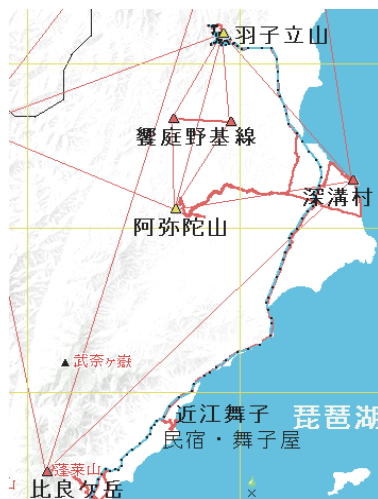 羽子立山
饗庭野基線
深溝村
阿弥陀山
武奈ヶ嶽
近江舞子
琵琶湖
民宿・舞子屋
蓬莱山
山
比良ヶ岳